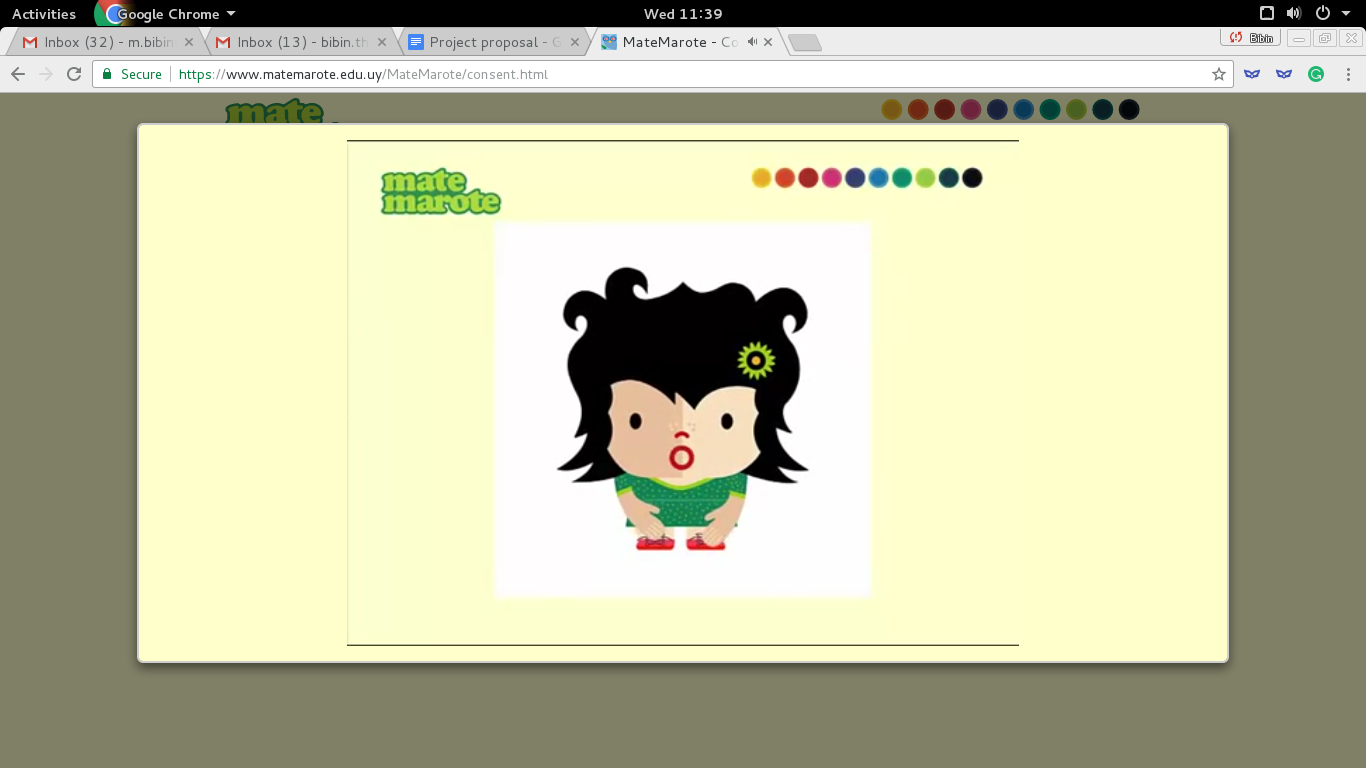 Activities Google Chrome Wed 11:39
Inbox (32) - m.bibin Inbox (13) - bibin.th Project proposal - G MateMarote - Co Bibin
Secure https://www.matemarote.edu.uy/MateMarote/consent.html
mate
mate
marote